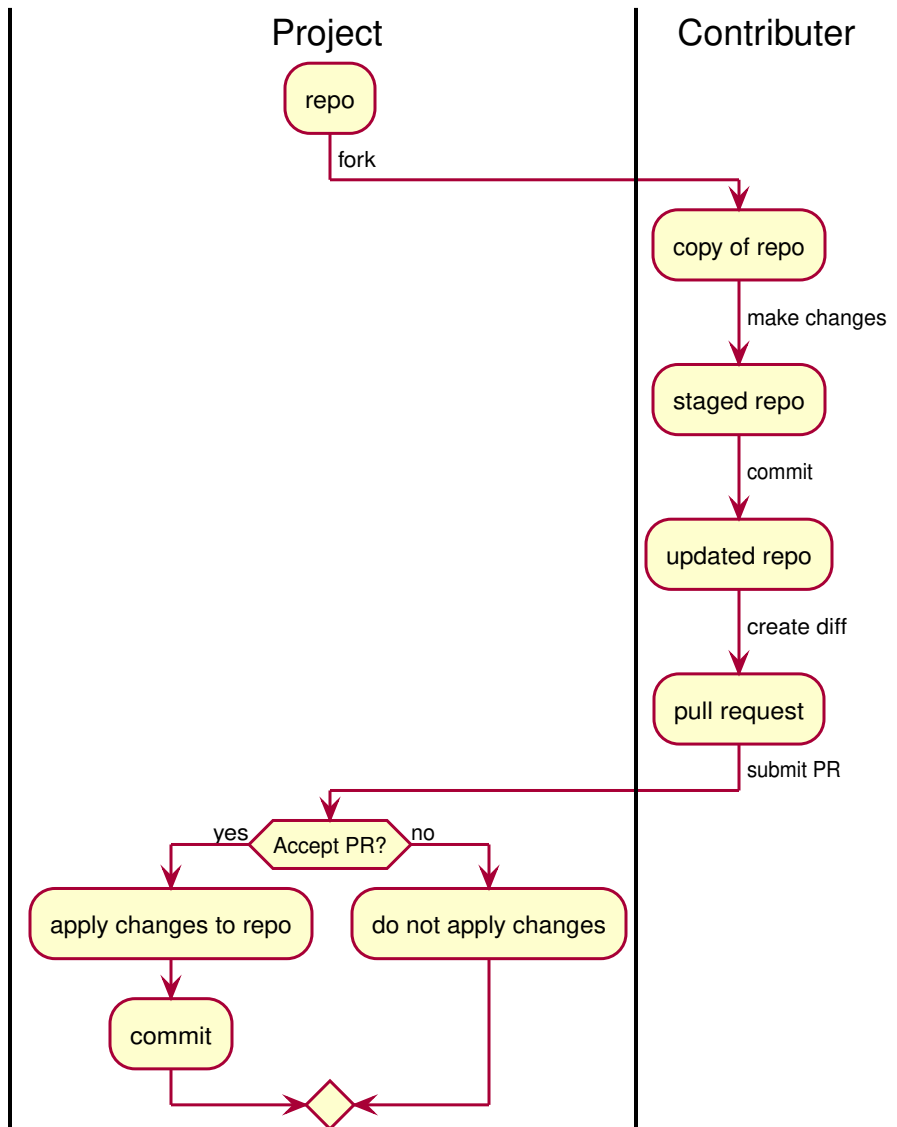 Project
Contributer
repo
fork
copy of repo
make changes
staged repo
commit
updated repo
create diff
pull request
submit PR
yes
Accept PR?
no
apply changes to repo
do not apply changes
commit